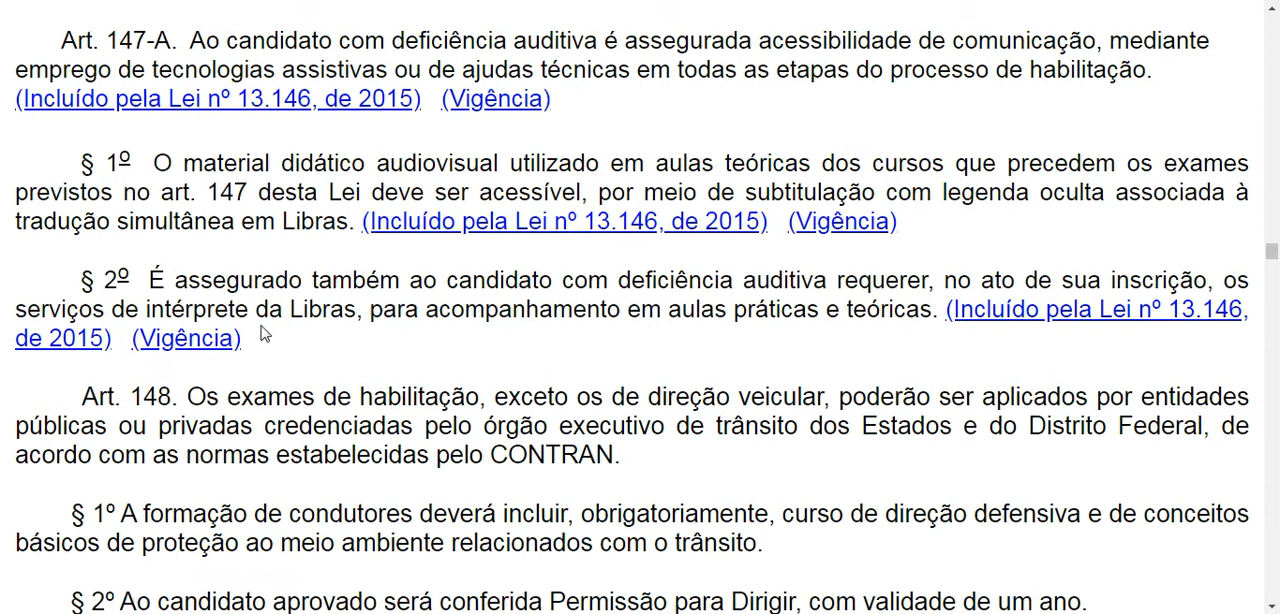 Art. 147-A. Ao candidato com deficiência auditiva é assegurada acessibilidade de comunicação, mediante
emprego de tecnologias assistivas ou de ajudas técnicas em todas as etapas do processo de habilitação.
(Incluído pela Lei nº 13.146, de 2015) (Vigência)
§ 1º O material didático audiovisual utilizado em aulas teóricas dos cursos que precedem os exames
previstos no art. 147 desta Lei deve ser acessível, por meio de subtitulação com legenda oculta associada à
tradução simultânea em Libras. (Incluído pela Lei nº 13.146, de 2015) (Vigência)
§ 2º É assegurado também ao candidato com deficiência auditiva requerer, no ato de sua inscrição, os
serviços de intérprete da Libras, para acompanhamento em aulas práticas e teóricas. (Incluído pela Lei nº 13.146,
de 2015) (Vigência)
Art. 148. Os exames de habilitação, exceto os de direção veicular, poderão ser aplicados por entidades
públicas ou privadas credenciadas pelo órgão executivo de trânsito dos Estados e do Distrito Federal, de
acordo com as normas estabelecidas pelo CONTRAN.
§ 1º A formação de condutores deverá incluir, obrigatoriamente, curso de direção defensiva e de conceitos
básicos de proteção ao meio ambiente relacionados com o trânsito.
§ 2º Ao candidato aprovado será conferida Permissão para Dirigir, com validade de um ano.